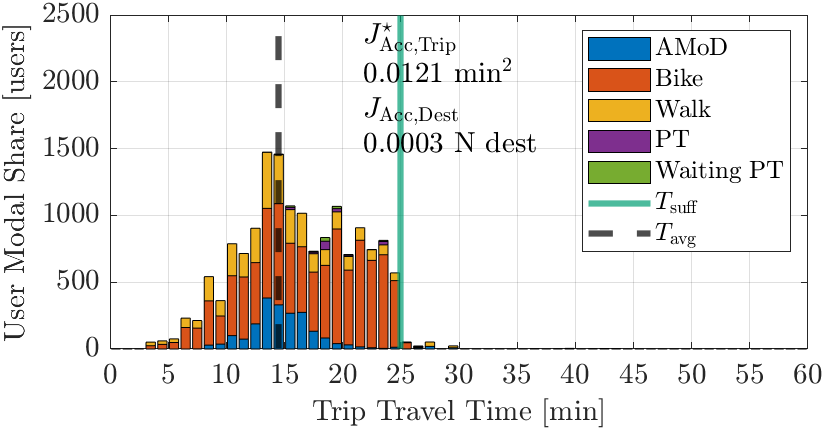 2500
2000
1500
1000
500
0
User Modal Share [users]
J⋆Acc,Trip
0.0121 min²
JAcc,Dest
0.0003 N dest
AMoD
Bike
Walk
PT
Waiting PT
Tsuff
Tavg
0 5 10 15 20 25 30 35 40 45 50 55 60
Trip Travel Time [min]